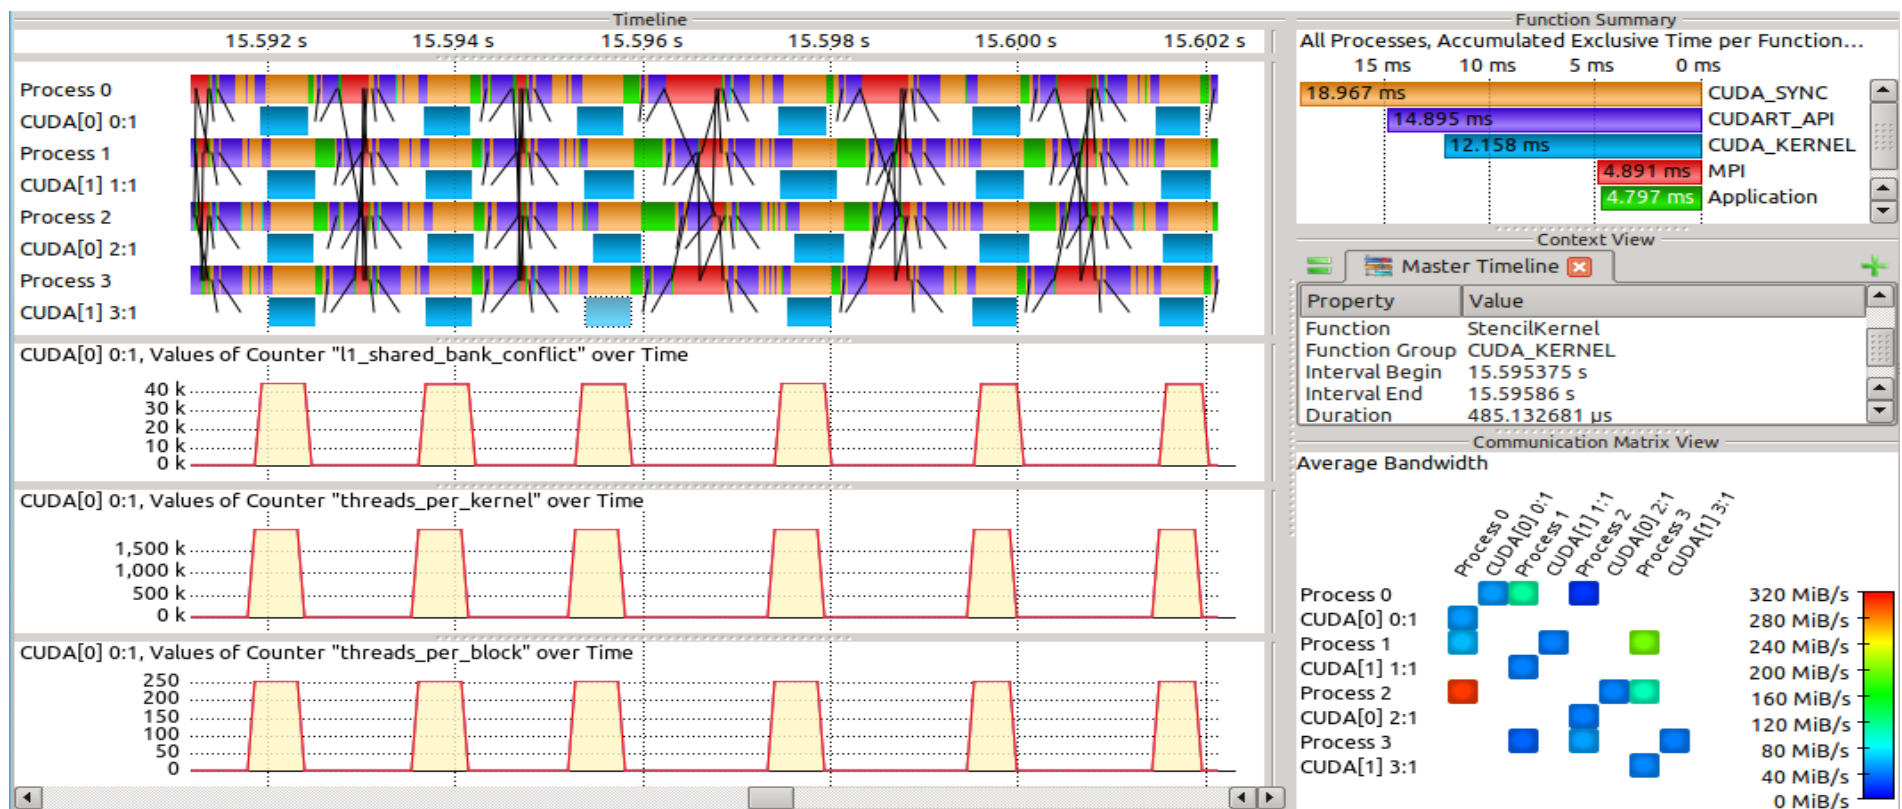 Timeline
15.592 s 15.594 s 15.596 s 15.598 s 15.600 s 15.602 s
Process 0
CUDA[0] 0:1
Process 1
CUDA[1] 1:1
Process 2
CUDA[0] 2:1
Process 3
CUDA[1] 3:1
CUDA[0] 0:1, Values of Counter "l1_shared_bank_conflict" over Time
40 k
30 k
20 k
10 k
0 k
CUDA[0] 0:1, Values of Counter "threads_per_kernel" over Time
1,500 k
1,000 k
500 k
0 k
CUDA[0] 0:1, Values of Counter "threads_per_block" over Time
250
200
150
100
50
0
Function Summary
All Processes, Accumulated Exclusive Time per Function...
15 ms 10 ms 5 ms 0 ms
18.967 ms CUDA_SYNC
14.895 ms CUDART_API
12.158 ms CUDA_KERNEL
4.891 ms MPI
4.797 ms Application
Context View
Master Timeline
Property Value
Function StencilKernel
Function Group CUDA_KERNEL
Interval Begin 15.595375 s
Interval End 15.59586 s
Duration 485.132681 µs
Communication Matrix View
Average Bandwidth
Process 0 CUDA[0] 0:1 Process 1 CUDA[1] 1:1 Process 2 CUDA[0] 2:1 Process 3 CUDA[1] 3:1
Process 0
CUDA[0] 0:1
Process 1
CUDA[1] 1:1
Process 2
CUDA[0] 2:1
Process 3
CUDA[1] 3:1
320 MiB/s
280 MiB/s
240 MiB/s
200 MiB/s
160 MiB/s
120 MiB/s
80 MiB/s
40 MiB/s
0 MiB/s